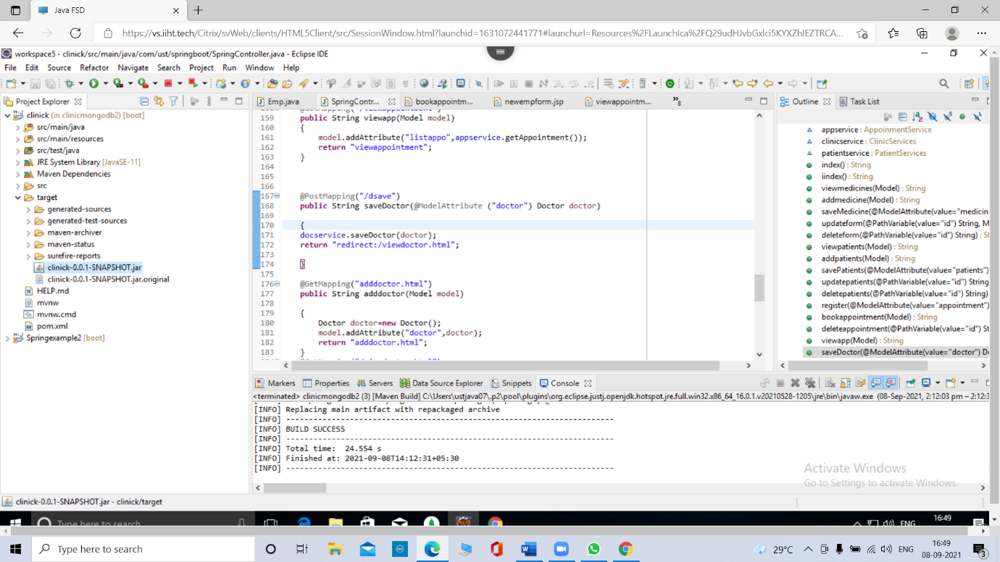 Java FSD
https://vs.iiht.tech/Citrix/svWeb/clients/HTML5Client/src/SessionWindow.html?launchid=1631072441771#launchurl=Resources%2FLaunchIca%2FQ29udHJvbGxlci5KYXZhIEZTRCA...
workspace5 - clinick/src/main/java/com/ust/springboot/SpringController.java - Eclipse IDE
File Edit Source Refactor Navigate Search Project Run Window Help
Project Explorer
Emp.java SpringContr... bookappointm... newempform.jsp viewappointm... »8
Outline Task List
clinick (in clinicmongodb2) [boot]
src/main/java
src/main/resources
src/test/java
JRE System Library [JavaSE-11]
Maven Dependencies
src
target
generated-sources
generated-test-sources
maven-archiver
maven-status
surefire-reports
clinick-0.0.1-SNAPSHOT.jar
clinick-0.0.1-SNAPSHOT.jar.original
HELP.md
mvnw
mvnw.cmd
pom.xml
Springexample2 [boot]
159 public String viewapp(Model model)
160 {
161 model.addAttribute("listappo",appservice.getAppointment());
162 return "viewappointment";
163 }
164
165
166
167 @PostMapping("/dsave")
168 public String saveDoctor(@ModelAttribute ("doctor") Doctor doctor)
169
170 {
171 docservice.saveDoctor(doctor);
172 return "redirect:/viewdoctor.html";
173
174 }
175
176 @GetMapping("adddoctor.html")
177 public String adddoctor(Model model)
178
179 {
180 Doctor doctor=new Doctor();
181 model.addAttribute("doctor",doctor);
182 return "adddoctor.html";
183 }
appservice : AppoinmentService
clinicservice : ClinicServices
patientservice : PatientServices
index() : String
iindex() : String
viewmedicines(Model) : String
addmedicine(Model) : String
saveMedicine(@ModelAttribute(value="medicin
updateform(@PathVariable(value="id") String, M
deleteform(@PathVariable(value="id") String) : St
viewpatients(Model) : String
addpatients(Model) : String
savePatients(@ModelAttribute(value="patients")
updatepatients(@PathVariable(value="id") String
deletepatients(@PathVariable(value="id") String)
register(@ModelAttribute(value="appointment")
bookappointment(Model) : String
deleteappointment(@PathVariable(value="id") St
viewapp(Model) : String
saveDoctor(@ModelAttribute(value="doctor") D
Markers Properties Servers Data Source Explorer Snippets Console
<terminated> clinicmongodb2 (3) [Maven Build] C:\Users\ustjava07\.p2\pool\plugins\org.eclipse.justj.openjdk.hotspot.jre.full.win32.x86_64_16.0.1.v20210528-1205\jre\bin\javaw.exe (08-Sep-2021, 2:12:03 pm – 2:12:3
[INFO] Replacing main artifact with repackaged archive
[INFO] ------------------------------------------------------------------------
[INFO] BUILD SUCCESS
[INFO] ------------------------------------------------------------------------
[INFO] Total time:  24.554 s
[INFO] Finished at: 2021-09-08T14:12:31+05:30
[INFO] ------------------------------------------------------------------------
Activate Windows
Go to Settings to activate Windows.
clinick-0.0.1-SNAPSHOT.jar - clinick/target
Type here to search
ENG 16:49
Type here to search
29°C ENG 16:49
08-09-2021
3